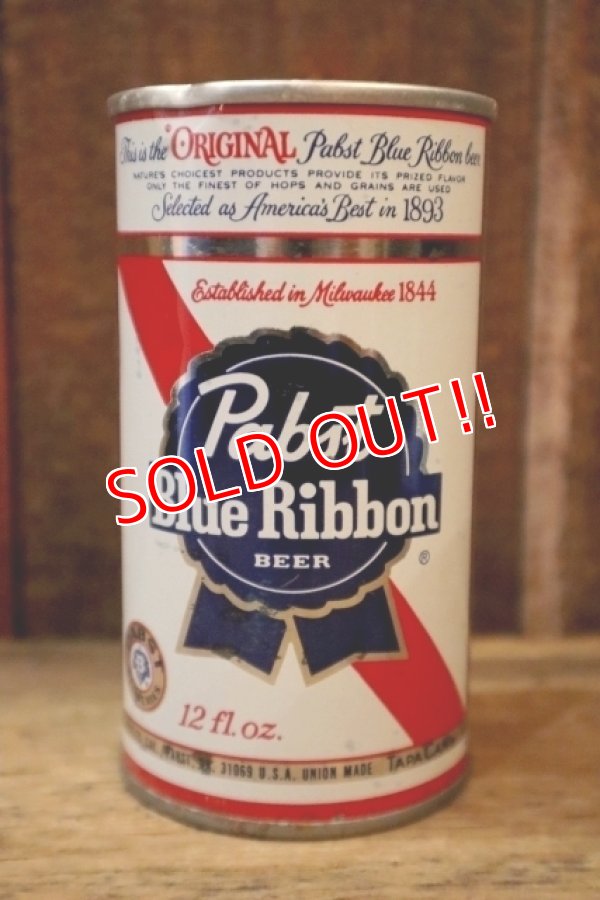 This is the ORIGINAL Pabst Blue Ribbon beer
NATURE'S CHOICEST PRODUCTS PROVIDE ITS PRIZED FLAVOR
ONLY THE FINEST OF HOPS AND GRAINS ARE USED
Selected as America's Best in 1893
Established in Milwaukee 1844
Pabst
SOLD OUT!!
Blue Ribbon
BEER
®
PABST
12 fl. oz.
31069 U.S.A. UNION MADE